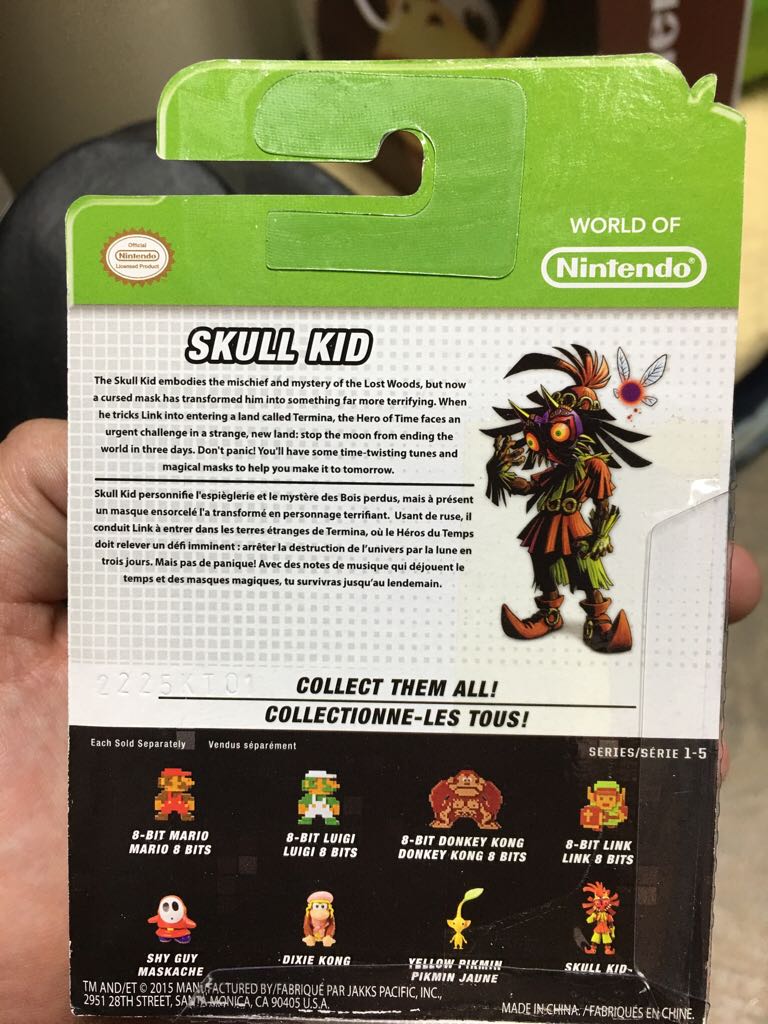 er
Official
Nintendo
Licensed Product
WORLD OF
Nintendo®
SKULL KID
The Skull Kid embodies the mischief and mystery of the Lost Woods, but now
a cursed mask has transformed him into something far more terrifying. When
he tricks Link into entering a land called Termina, the Hero of Time faces an
urgent challenge in a strange, new land: stop the moon from ending the
world in three days. Don't panic! You'll have some time-twisting tunes and
magical masks to help you make it to tomorrow.
Skull Kid personnifie l'espièglerie et le mystère des Bois perdus, mais à présent
un masque ensorcelé l'a transformé en personnage terrifiant. Usant de ruse, il
conduit Link à entrer dans les terres étranges de Termina, où le Héros du Temps
doit relever un défi imminent : arrêter la destruction de l'univers par la lune en
trois jours. Mais pas de panique! Avec des notes de musique qui déjouent le
temps et des masques magiques, tu survivras jusqu'au lendemain.
2225KT01
COLLECT THEM ALL!
COLLECTIONNE-LES TOUS!
Each Sold Separately Vendus séparément
SERIES/SÉRIE 1-5
8-BIT MARIO
MARIO 8 BITS
8-BIT LUIGI
LUIGI 8 BITS
8-BIT DONKEY KONG
DONKEY KONG 8 BITS
8-BIT LINK
LINK 8 BITS
SHY GUY
MASKACHE
DIXIE KONG
YELLOW PIKMIN
PIKMIN JAUNE
SKULL KID
TM AND/ET © 2015 MANUFACTURED BY/FABRIQUÉ PAR JAKKS PACIFIC, INC.,
2951 28TH STREET, SANTA MONICA, CA 90405 U.S.A.
MADE IN CHINA. / FABRIQUÉS EN CHINE.